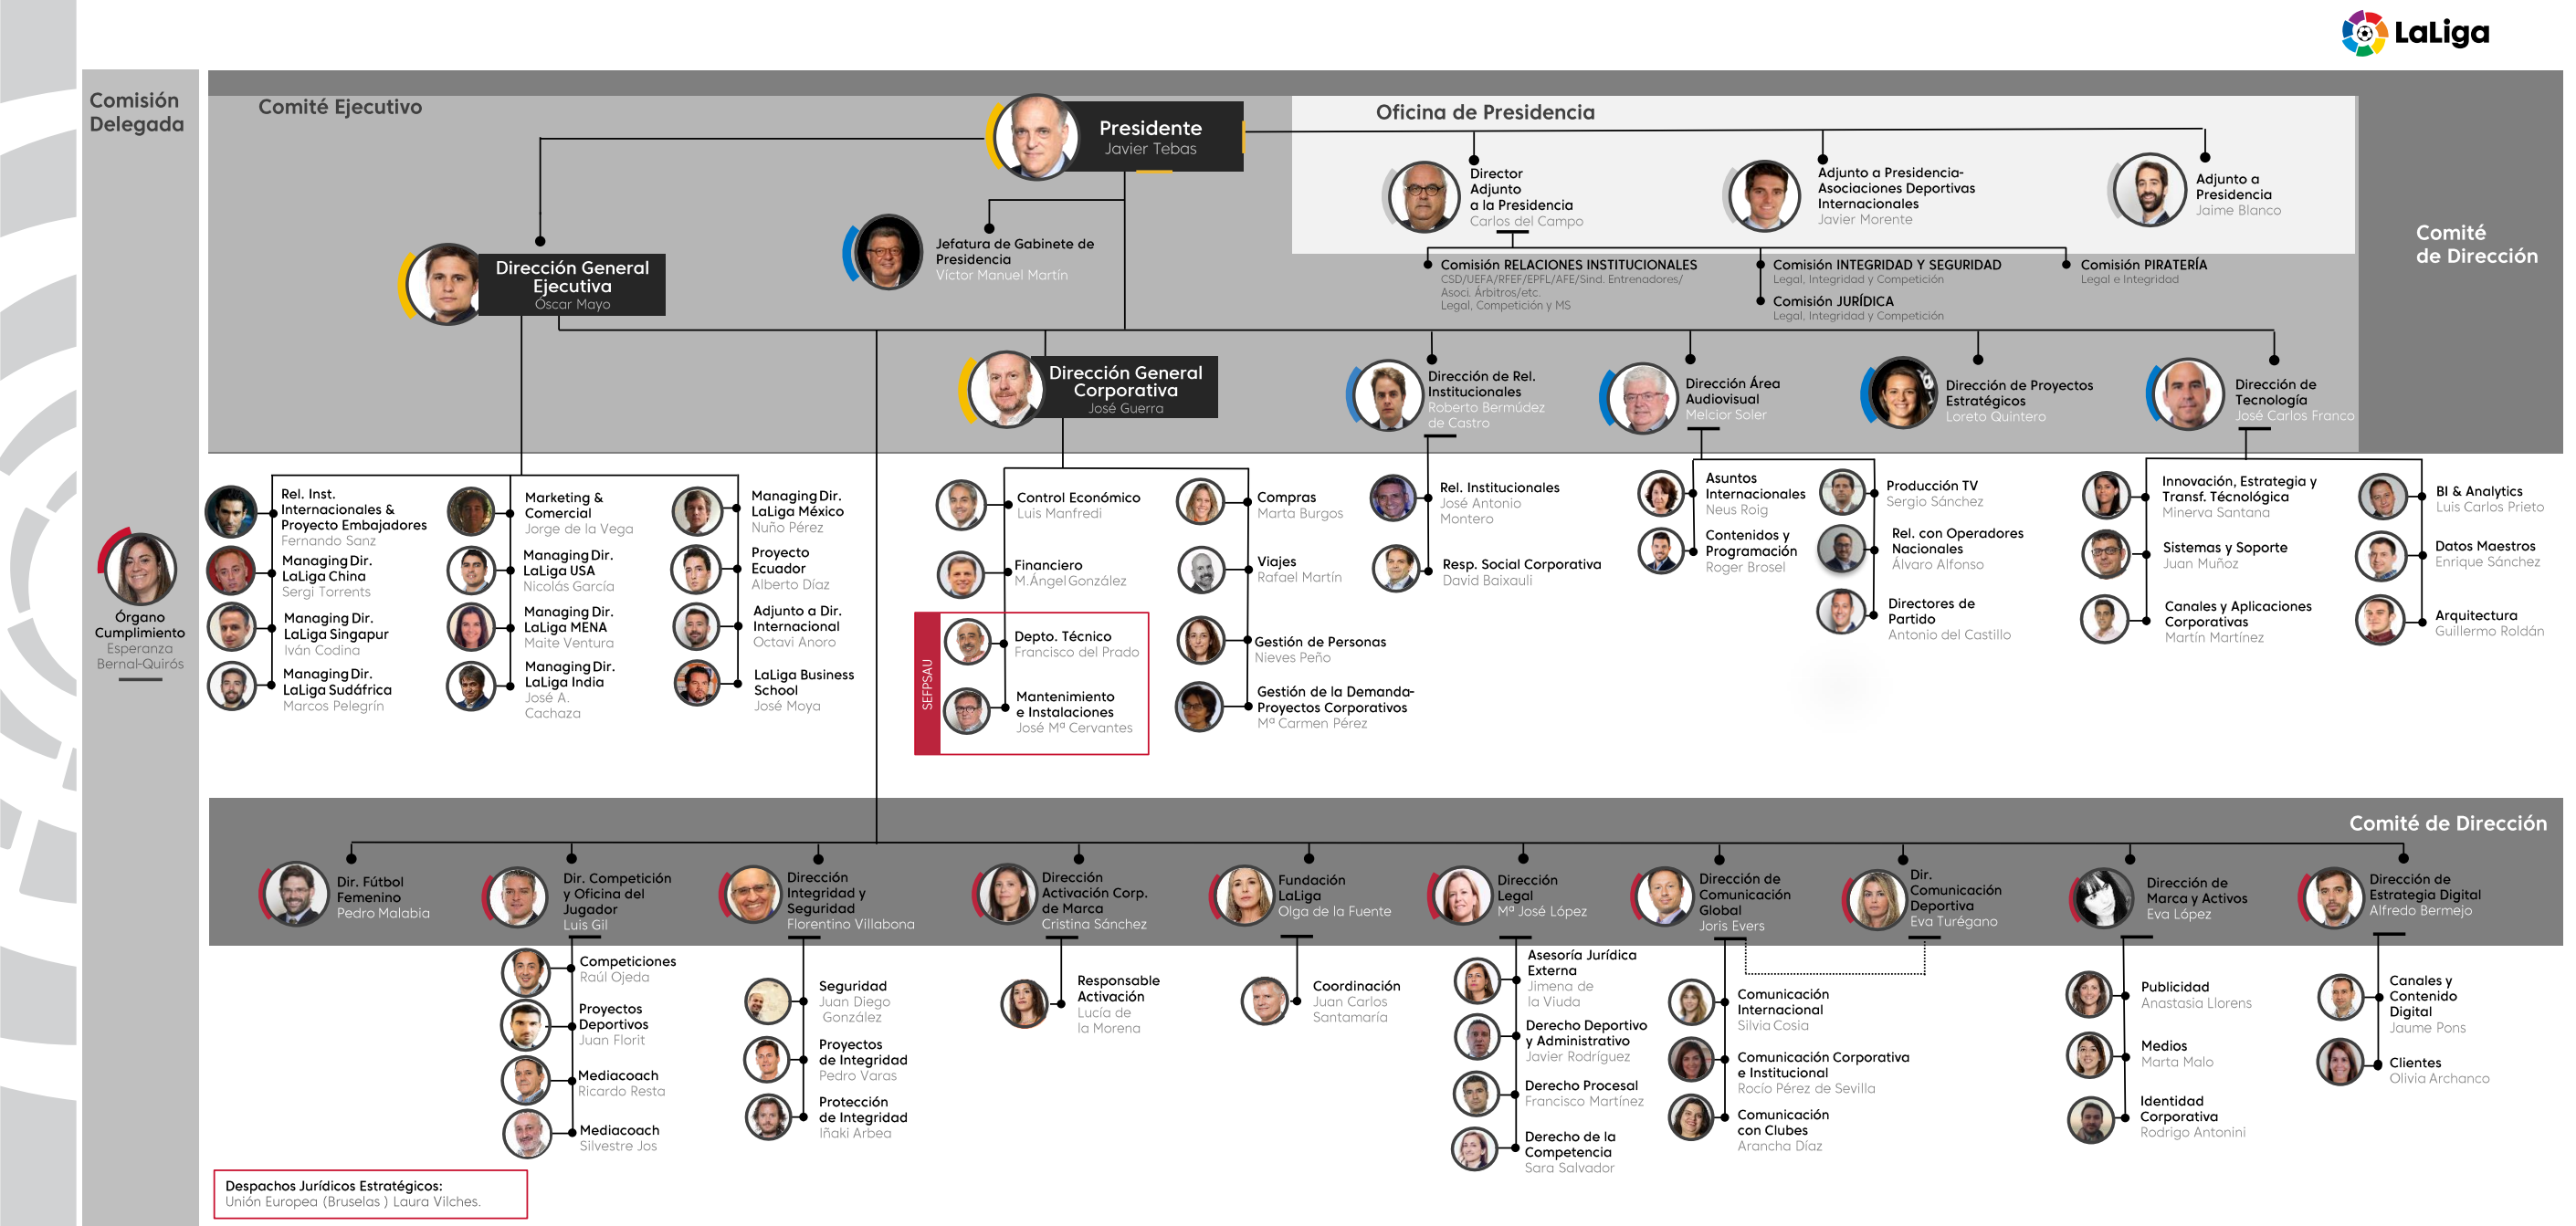 LaLiga
Comisión
Delegada
Comité Ejecutivo
Presidente
Javier Tebas
Oficina de Presidencia
Director
Adjunto
a la Presidencia
Carlos del Campo
Adjunto a Presidencia-
Asociaciones Deportivas
Internacionales
Javier Morente
Adjunto a
Presidencia
Jaime Blanco
Comité
de Dirección
Jefatura de Gabinete de
Presidencia
Víctor Manuel Martín
Dirección General
Ejecutiva
Óscar Mayo
Comisión RELACIONES INSTITUCIONALES
CSD/UEFA/RFEF/EPFL/AFE/Sind. Entrenadores/
Asoci. Árbitros/etc.
Legal, Competición y MS
Comisión INTEGRIDAD Y SEGURIDAD
Legal, Integridad y Competición
Comisión JURÍDICA
Legal, Integridad y Competición
Comisión PIRATERÍA
Legal e Integridad
Dirección General
Corporativa
José Guerra
Dirección de Rel.
Institucionales
Roberto Bermúdez
de Castro
Dirección Área
Audiovisual
Melcior Soler
Dirección de Proyectos
Estratégicos
Loreto Quintero
Dirección de
Tecnología
José Carlos Franco
Órgano
Cumplimiento
Esperanza
Bernal-Quirós
Rel. Inst.
Internacionales &
Proyecto Embajadores
Fernando Sanz
Managing Dir.
LaLiga China
Sergi Torrents
Managing Dir.
LaLiga Singapur
Iván Codina
Managing Dir.
LaLiga Sudáfrica
Marcos Pelegrín
Marketing &
Comercial
Jorge de la Vega
Managing Dir.
LaLiga USA
Nicolás García
Managing Dir.
LaLiga MENA
Maite Ventura
Managing Dir.
LaLiga India
José A.
Cachaza
Managing Dir.
LaLiga México
Nuño Pérez
Proyecto
Ecuador
Alberto Díaz
Adjunto a Dir.
Internacional
Octavi Anoro
LaLiga Business
School
José Moya
Control Económico
Luis Manfredi
Financiero
M.Ángel González
SEFPSAU
Depto. Técnico
Francisco del Prado
Mantenimiento
e Instalaciones
José Mª Cervantes
Compras
Marta Burgos
Viajes
Rafael Martín
Gestión de Personas
Nieves Peño
Gestión de la Demanda-
Proyectos Corporativos
Mª Carmen Pérez
Rel. Institucionales
José Antonio
Montero
Resp. Social Corporativa
David Baixauli
Asuntos
Internacionales
Neus Roig
Contenidos y
Programación
Roger Brosel
Producción TV
Sergio Sánchez
Rel. con Operadores
Nacionales
Álvaro Alfonso
Directores de
Partido
Antonio del Castillo
Innovación, Estrategia y
Transf. Técnológica
Minerva Santana
Sistemas y Soporte
Juan Muñoz
Canales y Aplicaciones
Corporativas
Martín Martínez
BI & Analytics
Luis Carlos Prieto
Datos Maestros
Enrique Sánchez
Arquitectura
Guillermo Roldán
Comité de Dirección
Dir. Fútbol
Femenino
Pedro Malabia
Dir. Competición
y Oficina del
Jugador
Luis Gil
Dirección
Integridad y
Seguridad
Florentino Villabona
Dirección
Activación Corp.
de Marca
Cristina Sánchez
Fundación
LaLiga
Olga de la Fuente
Dirección
Legal
Mª José López
Dirección de
Comunicación
Global
Joris Evers
Dir.
Comunicación
Deportiva
Eva Turégano
Dirección de
Marca y Activos
Eva López
Dirección de
Estrategia Digital
Alfredo Bermejo
Competiciones
Raúl Ojeda
Proyectos
Deportivos
Juan Florit
Mediacoach
Ricardo Resta
Mediacoach
Silvestre Jos
Seguridad
Juan Diego
González
Proyectos
de Integridad
Pedro Varas
Protección
de Integridad
Iñaki Arbea
Responsable
Activación
Lucía de
la Morena
Coordinación
Juan Carlos
Santamaría
Asesoría Jurídica
Externa
Jimena de
la Viuda
Derecho Deportivo
y Administrativo
Javier Rodríguez
Derecho Procesal
Francisco Martínez
Derecho de la
Competencia
Sara Salvador
Comunicación
Internacional
Silvia Cosia
Comunicación Corporativa
e Institucional
Rocío Pérez de Sevilla
Comunicación
con Clubes
Arancha Díaz
Publicidad
Anastasia Llorens
Medios
Marta Malo
Identidad
Corporativa
Rodrigo Antonini
Canales y
Contenido
Digital
Jaume Pons
Clientes
Olivia Archanco
Despachos Jurídicos Estratégicos:
Unión Europea (Bruselas ) Laura Vilches.